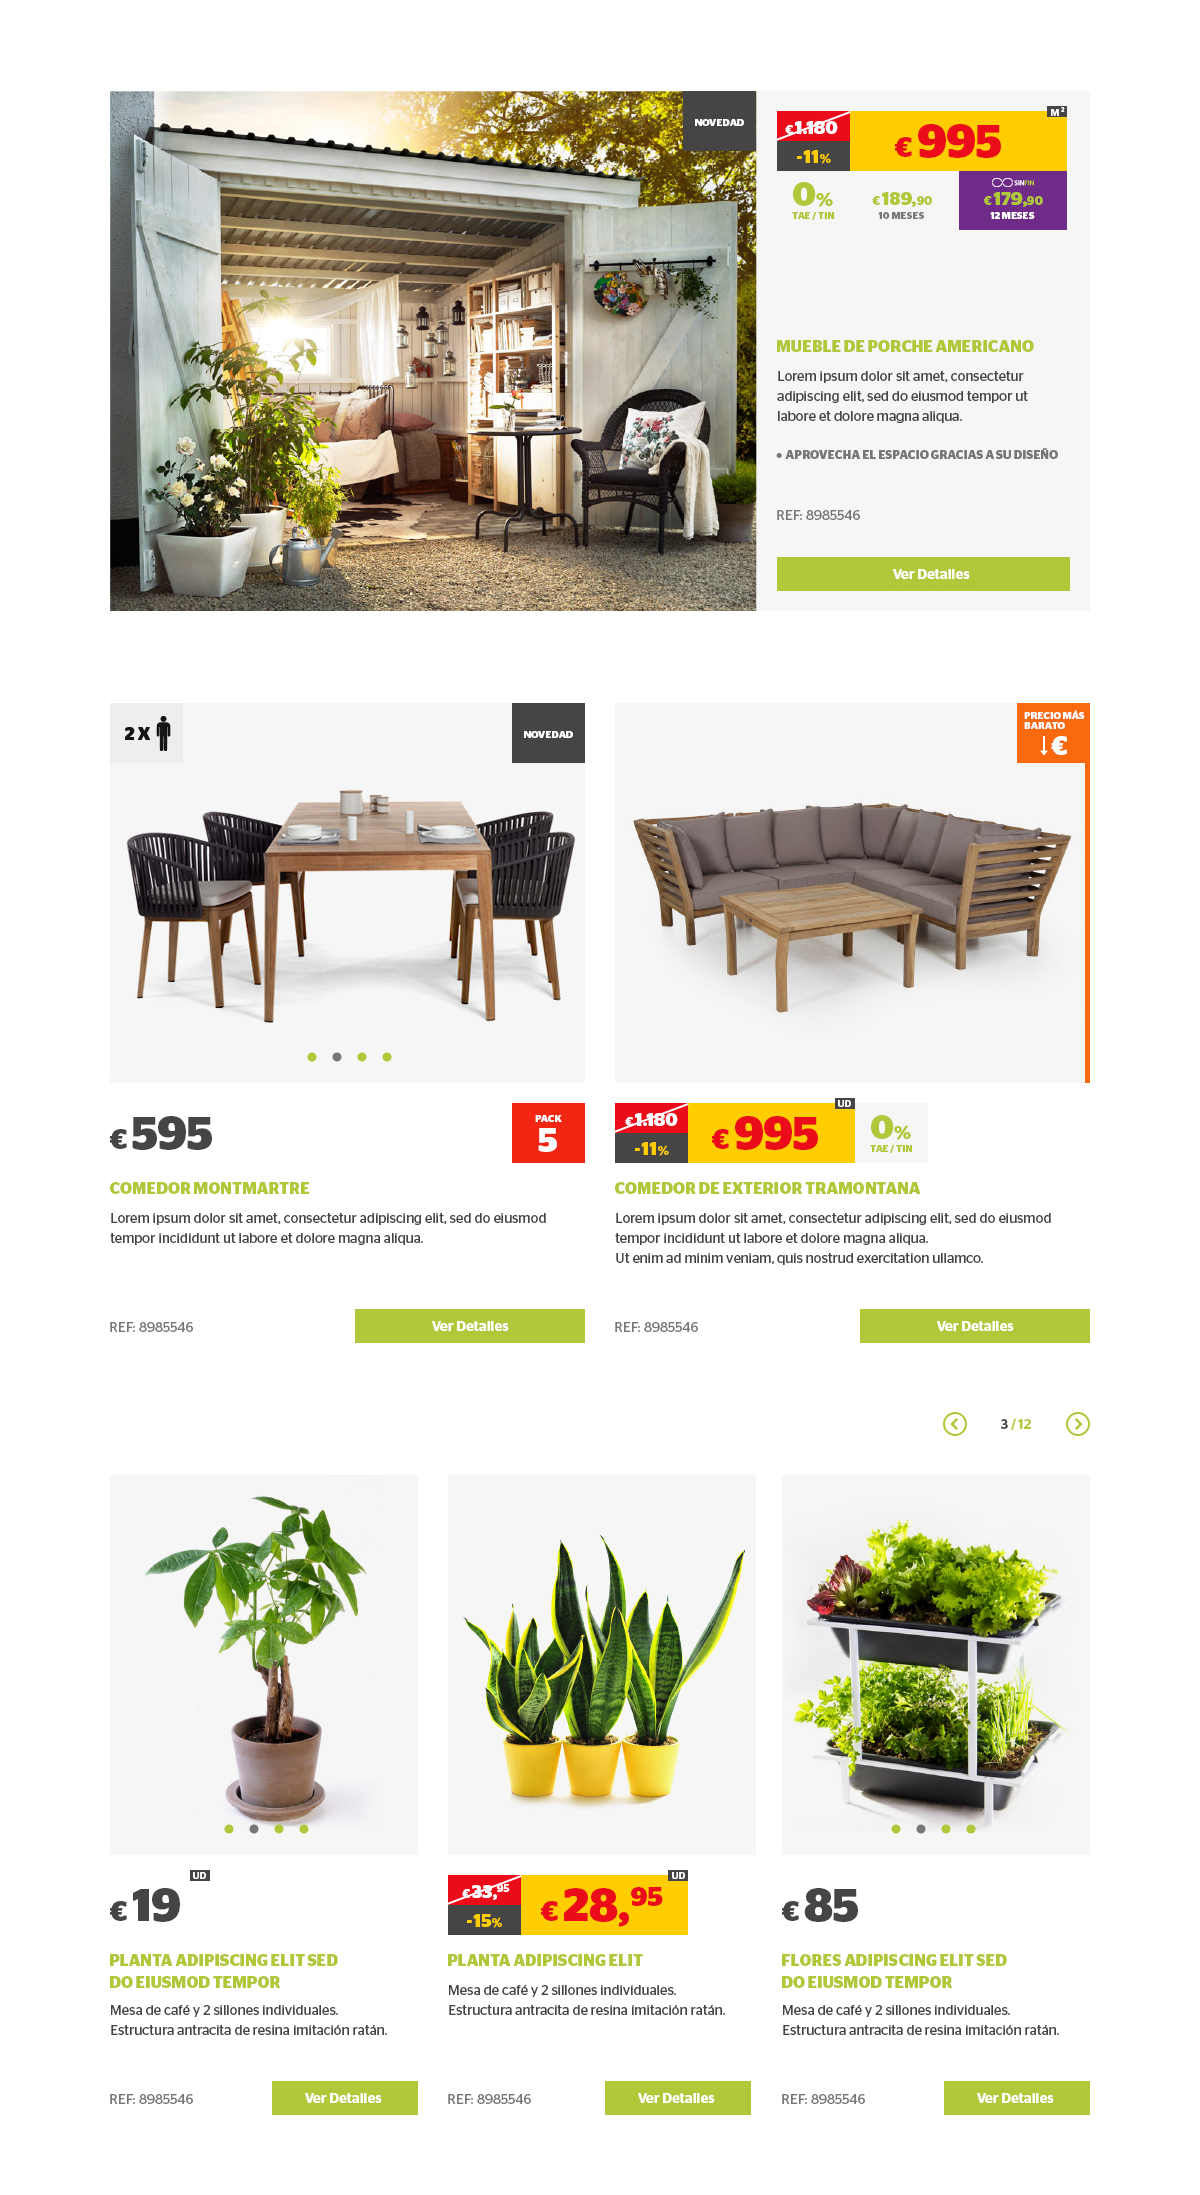 NOVEDAD
M²
€1.180
-11%
€995
0%
TAE / TIN
€189,90
10 MESES
SINFIN
€179,90
12 MESES
MUEBLE DE PORCHE AMERICANO
Lorem ipsum dolor sit amet, consectetur
adipiscing elit, sed do eiusmod tempor ut
labore et dolore magna aliqua.
• APROVECHA EL ESPACIO GRACIAS A SU DISEÑO
REF: 8985546
Ver Detalles
2 X
NOVEDAD
€595
PACK
5
COMEDOR MONTMARTRE
Lorem ipsum dolor sit amet, consectetur adipiscing elit, sed do eiusmod
tempor incididunt ut labore et dolore magna aliqua.
REF: 8985546
Ver Detalles
PRECIO MÁS
BARATO
↓€
UD
€1.180
-11%
€995
0%
TAE / TIN
COMEDOR DE EXTERIOR TRAMONTANA
Lorem ipsum dolor sit amet, consectetur adipiscing elit, sed do eiusmod
tempor incididunt ut labore et dolore magna aliqua.
Ut enim ad minim veniam, quis nostrud exercitation ullamco.
REF: 8985546
Ver Detalles
3 / 12
UD
€19
PLANTA ADIPISCING ELIT SED
DO EIUSMOD TEMPOR
Mesa de café y 2 sillones individuales.
Estructura antracita de resina imitación ratán.
REF: 8985546
Ver Detalles
UD
€33,95
-15%
€28,95
PLANTA ADIPISCING ELIT
Mesa de café y 2 sillones individuales.
Estructura antracita de resina imitación ratán.
REF: 8985546
Ver Detalles
€85
FLORES ADIPISCING ELIT SED
DO EIUSMOD TEMPOR
Mesa de café y 2 sillones individuales.
Estructura antracita de resina imitación ratán.
REF: 8985546
Ver Detalles